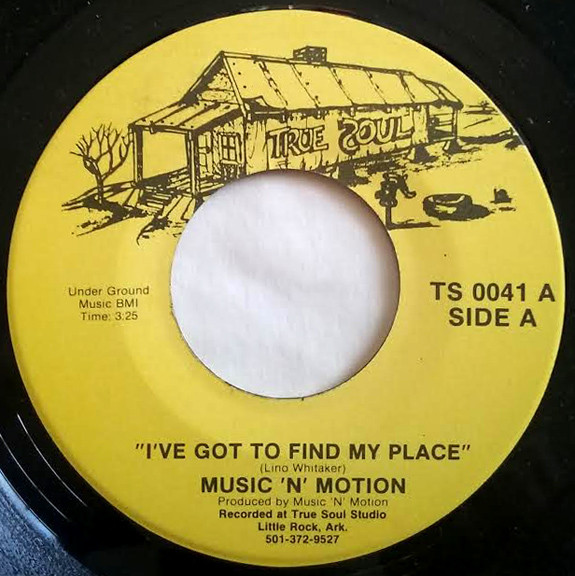 TRUE SOUL
Under Ground
Music BMI
Time: 3:25
TS 0041 A
SIDE A
"I'VE GOT TO FIND MY PLACE"
(Lino Whitaker)
MUSIC 'N' MOTION
Produced by Music 'N' Motion
Recorded at True Soul Studio
Little Rock, Ark.
501-372-9527